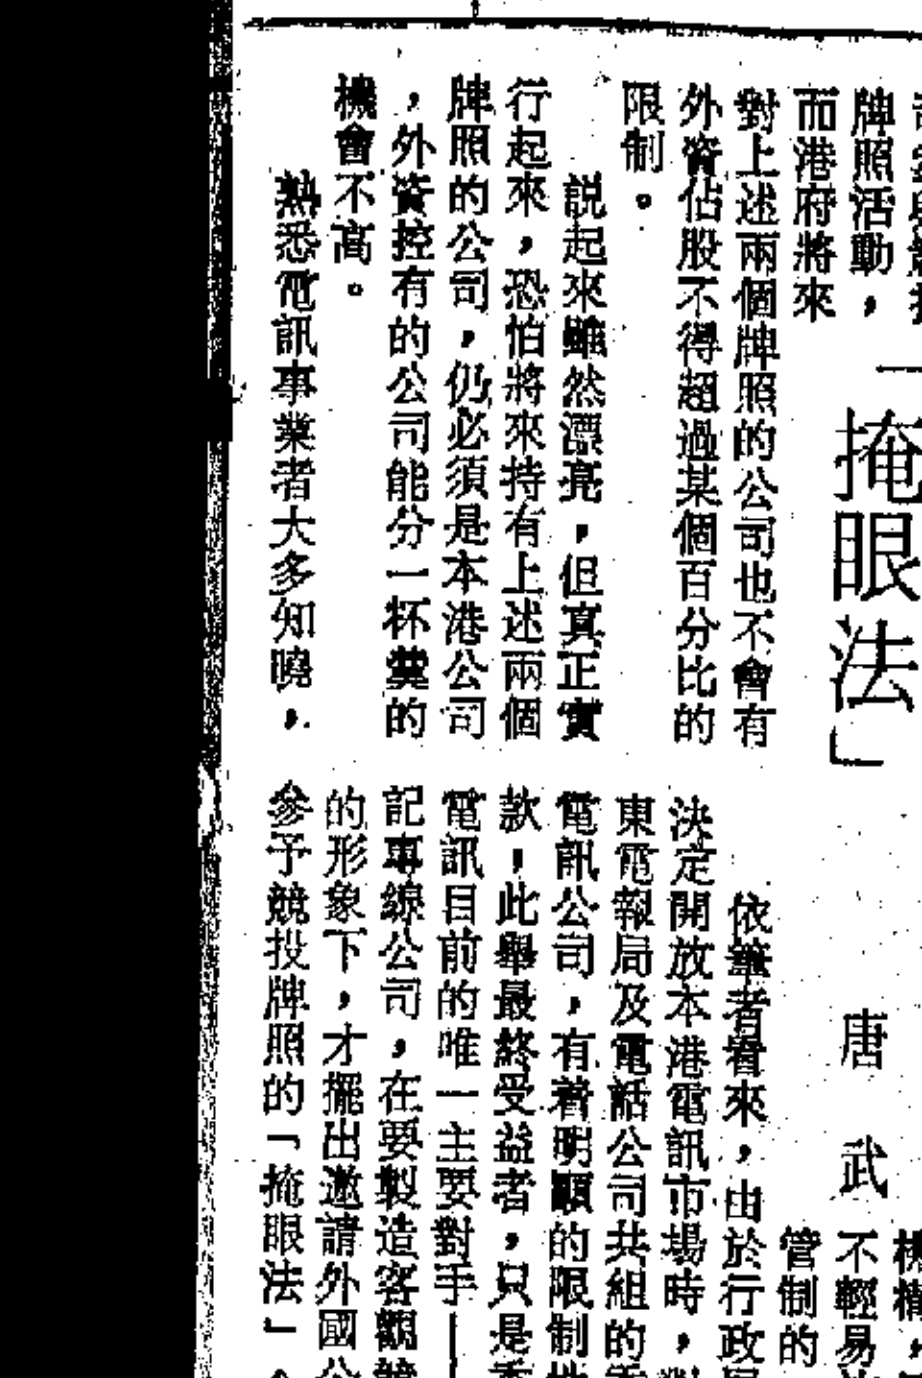 牌照活動，
而港府將來
對上述兩個牌照的公司也不會有
外資佔股不得超過某個百分比的
限制。
説起來雖然漂亮，但真正實
行起來，恐怕將來持有上述兩個
牌照的公司，仍必須是本港公司
，外資控有的公司能分一杯羹的
機會不高。
熟悉電訊事業者大多知曉，
掩眼法」
唐武
機構，
不輕易
管制的
依筆者看來，由於行政
決定開放本港電訊市場時，對
東電報局及電話公司共組的
電訊公司，有着明顯的限制
款，此舉最終受益者，只是
電訊目前的唯一主要對手—
記專線公司，在要製造客觀
的形象下，才擺出邀請外國公
參予競投牌照的「掩眼法」